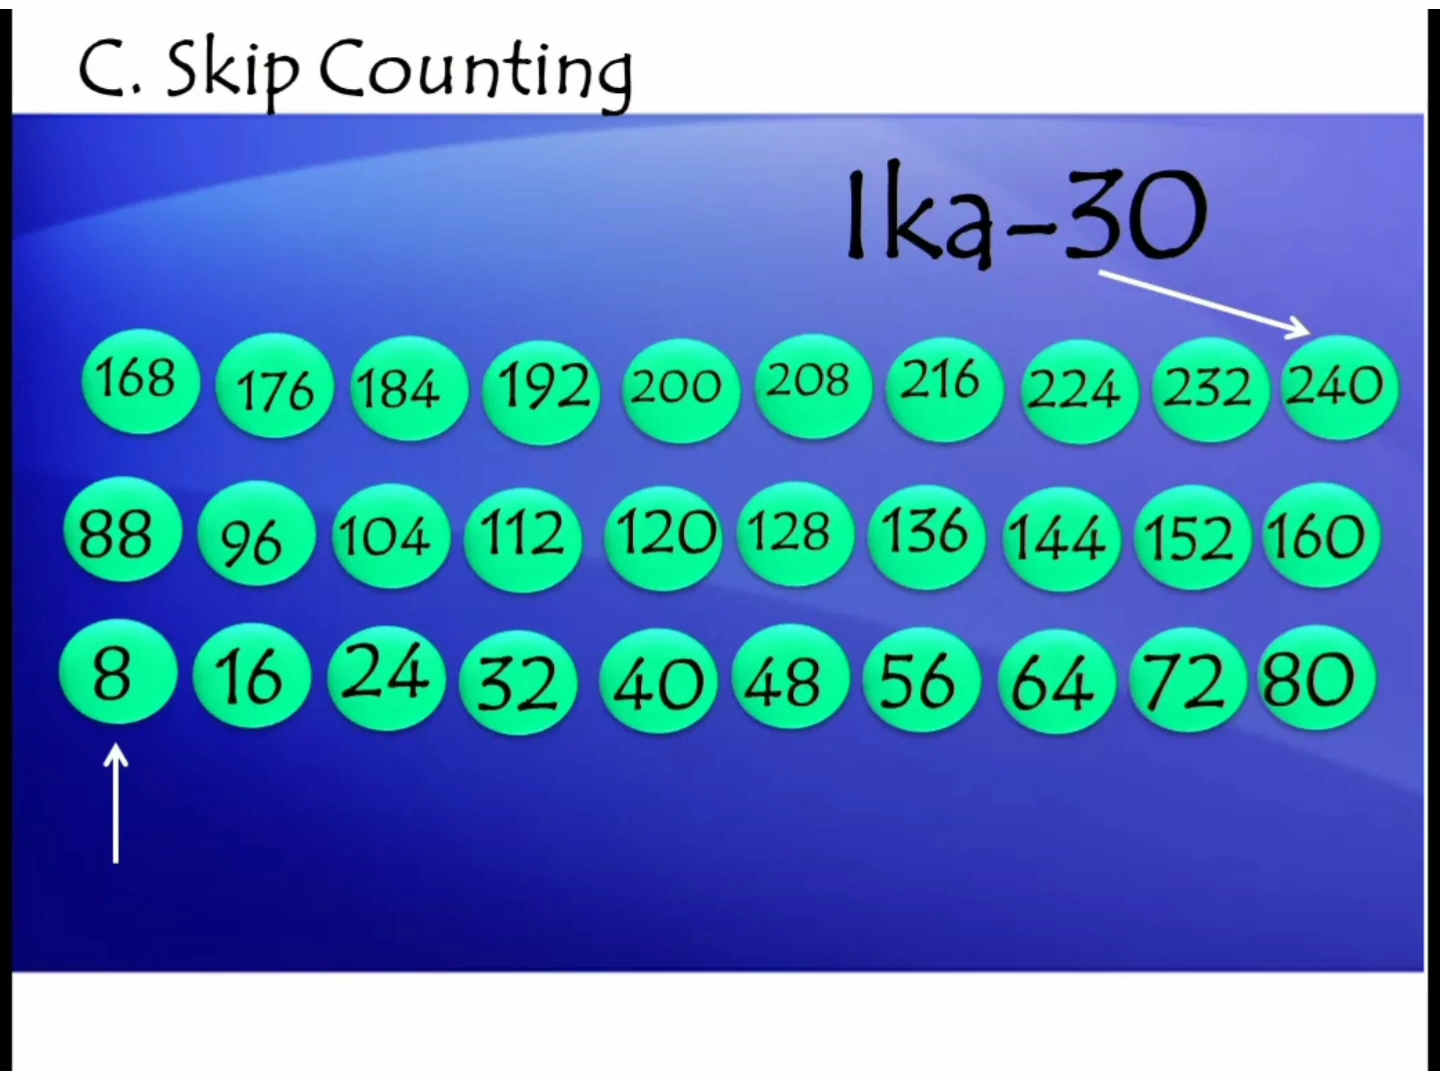 C. Skip Counting
Ika-30
168 176 184 192 200 208 216 224 232 240
88 96 104 112 120 128 136 144 152 160
8 16 24 32 40 48 56 64 72 80